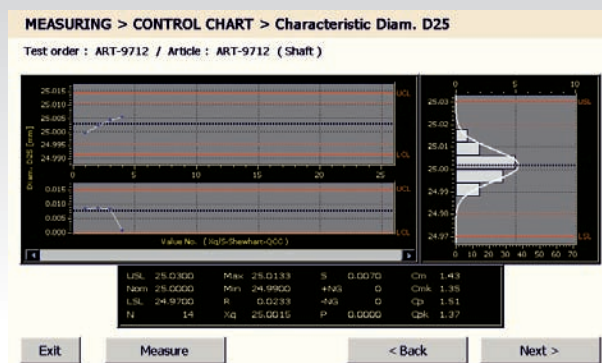 MEASURING > CONTROL CHART > Characteristic Diam. D25
Test order : ART-9712 / Article : ART-9712 ( Shaft )
25.015
25.010
25.005
25.000
24.995
24.990
UCL
LCL
Diam. D25 [mm]
0.015
0.010
0.005
0.000
UCL
LCL
0 5 10 15 20 25
Value No. ( Xq/S-Shewhart-QCC )
0 5 10
25.03
25.02
25.01
25.00
24.99
24.98
24.97
USL
LSL
0 10 20 30 40 50 60 70
USL 25.0300 Max 25.0133 S 0.0070 Cm 1.43
Nom 25.0000 Min 24.9900 +NG 0 Cmk 1.35
LSL 24.9700 R 0.0233 -NG 0 Cp 1.51
N 14 Xq 25.0015 P 0.0000 Cpk 1.37
Exit Measure < Back Next >